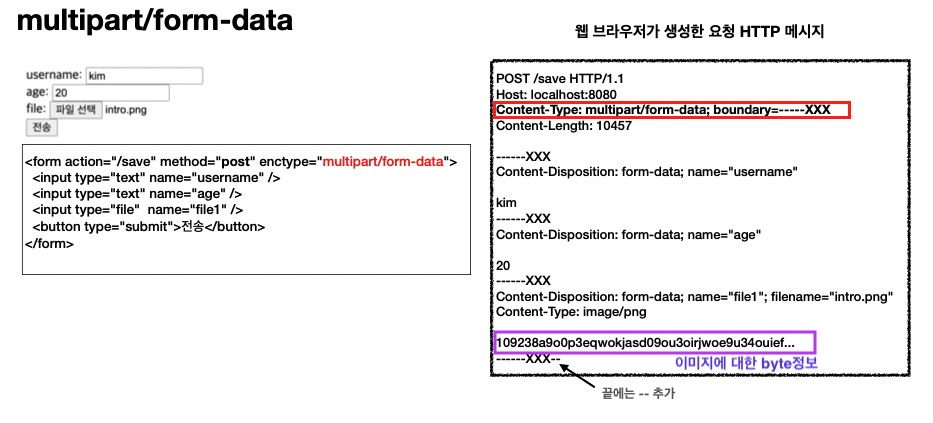 multipart/form-data
username: kim
age: 20
file: 파일 선택 intro.png
전송
<form action="/save" method="post" enctype="multipart/form-data">
<input type="text" name="username" />
<input type="text" name="age" />
<input type="file" name="file1" />
<button type="submit">전송</button>
</form>
웹 브라우저가 생성한 요청 HTTP 메시지
POST /save HTTP/1.1
Host: localhost:8080
Content-Type: multipart/form-data; boundary=-----XXX
Content-Length: 10457
------XXX
Content-Disposition: form-data; name="username"
kim
------XXX
Content-Disposition: form-data; name="age"
20
------XXX
Content-Disposition: form-data; name="file1"; filename="intro.png"
Content-Type: image/png
109238a9o0p3eqwokjasd09ou3oirjwoe9u34ouief...
------XXX--
이미지에 대한 byte정보
끝에는 -- 추가